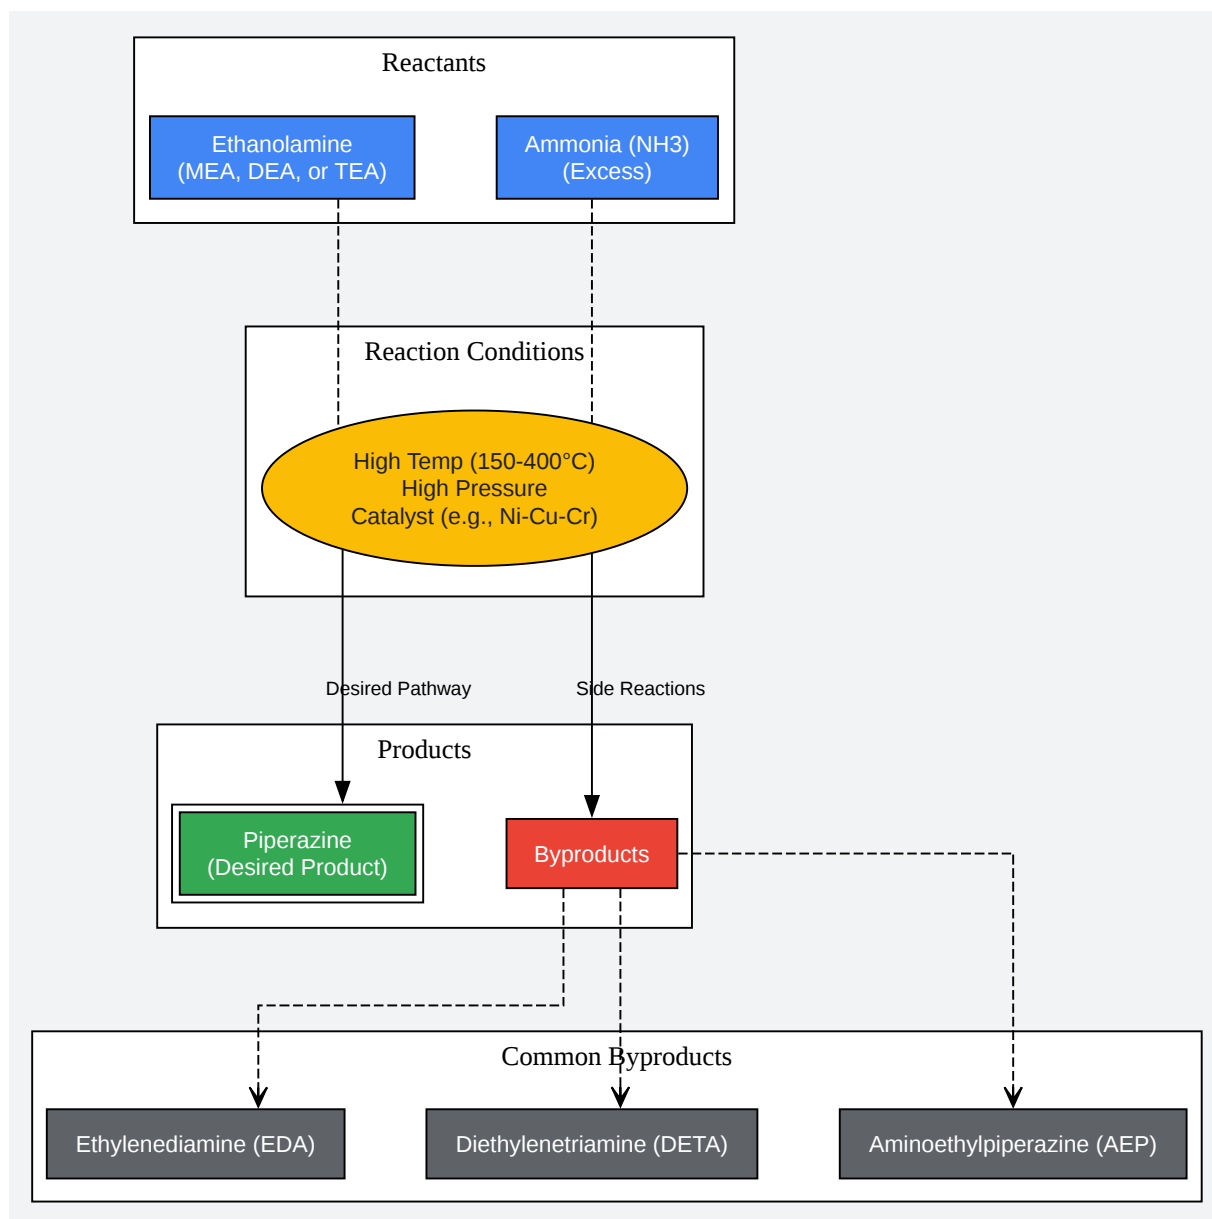 Reactants
Ethanolamine
(MEA, DEA, or TEA)
Ammonia (NH3)
(Excess)
Reaction Conditions
High Temp (150-400°C)
High Pressure
Catalyst (e.g., Ni-Cu-Cr)
Desired Pathway
Side Reactions
Products
Piperazine
(Desired Product)
Byproducts
Common Byproducts
Ethylenediamine (EDA)
Diethylenetriamine (DETA)
Aminoethylpiperazine (AEP)